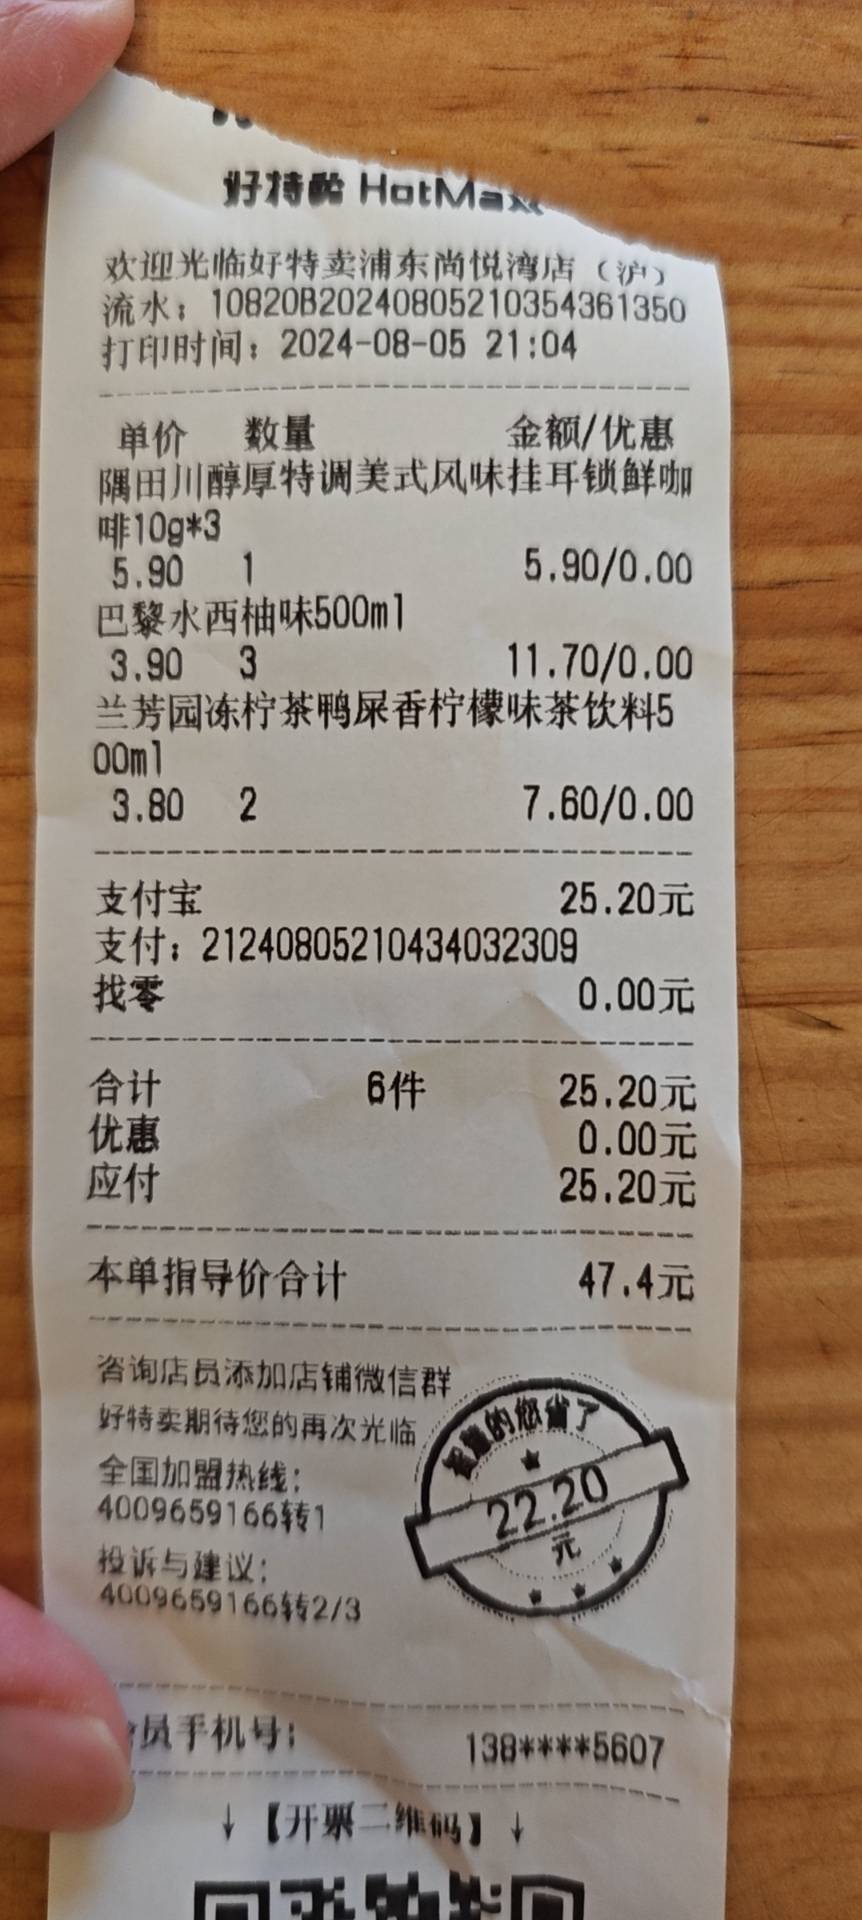 好特卖 HotMaxx
欢迎光临好特卖浦东尚悦湾店（沪）
流水：10820B202408052103543613​50
打印时间：2024-08-05 21:04
单价 数量 金额/优惠
隅田川醇厚特调美式风味挂耳锁鲜咖
啡10g*3
5.90 1 5.90/0.00
巴黎水西柚味500ml
3.90 3 11.70/0.00
兰芳园冻柠茶鸭屎香柠檬味茶饮料5
00ml
3.80 2 7.60/0.00
支付宝 25.20元
支付：21240805210434032309
找零 0.00元
合计 6件 25.20元
优惠 0.00元
应付 25.20元
本单指导价合计 47.4元
咨询店员添加店铺微信群
好特卖期待您的再次光临
全国加盟热线：
4009659166转1
投诉与建议：
4009659166转2/3
的您省了
22.20
元
员手机号： 138****5607
↓【开票二维码】↓